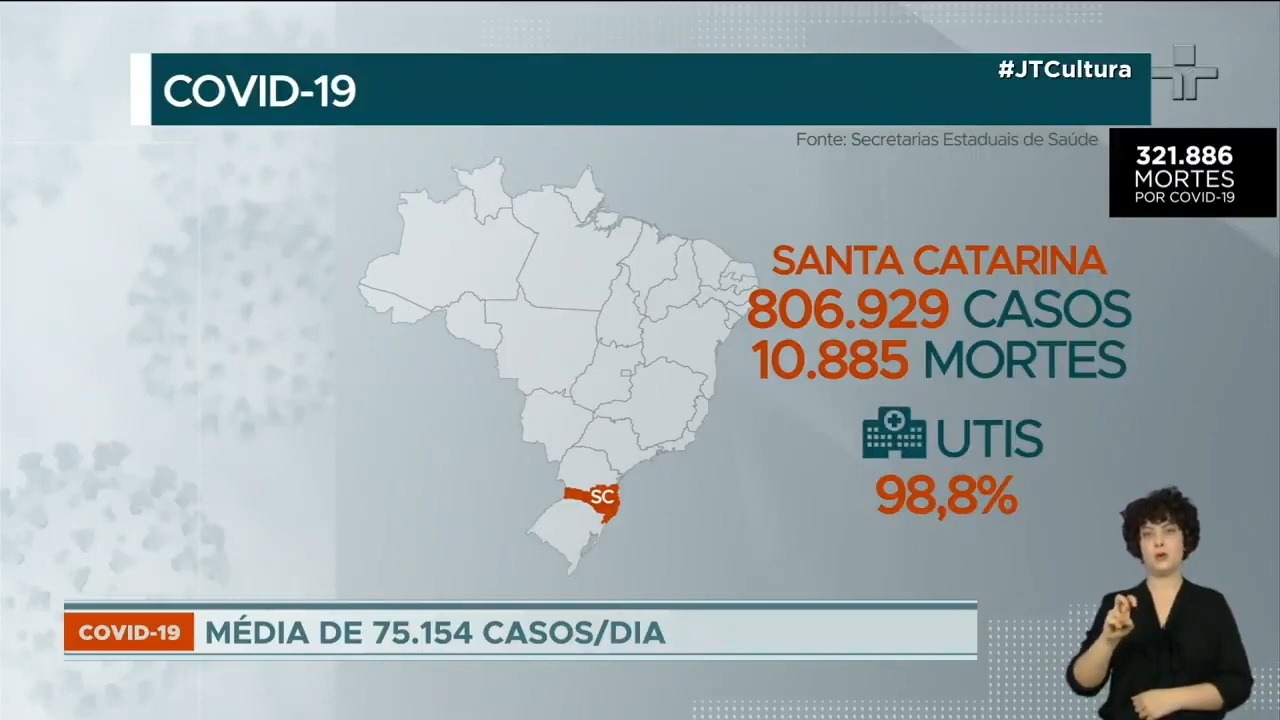 COVID-19
#JTCultura
Fonte: Secretarias Estaduais de Saúde
321.886
MORTES
POR COVID-19
SANTA CATARINA
806.929 CASOS
10.885 MORTES
UTIS
98,8%
SC
COVID-19 MÉDIA DE 75.154 CASOS/DIA